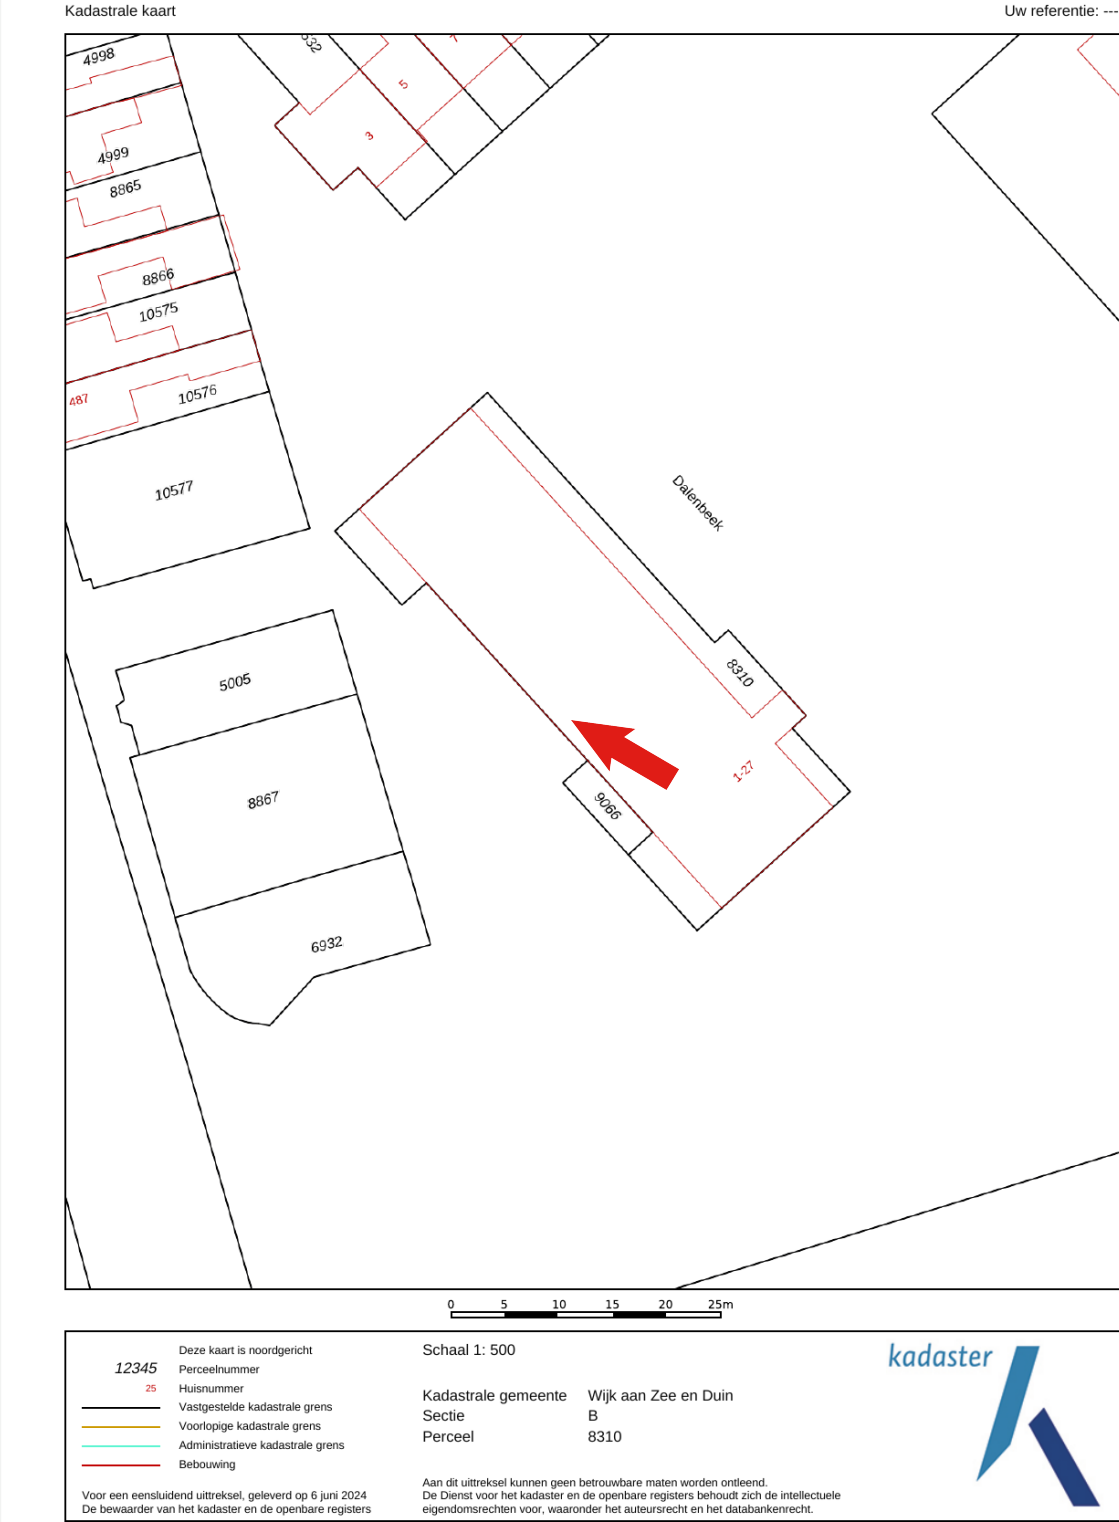 Kadastrale kaart
Uw referentie: ---
4998
532
7
5
3
4999
8865
8866
10575
487
10576
10577
Dalenbeek
5005
8310
1-27
8867
9066
6932
0 5 10 15 20 25m
Deze kaart is noordgericht
12345 Perceelnummer
25 Huisnummer
Vastgestelde kadastrale grens
Voorlopige kadastrale grens
Administratieve kadastrale grens
Bebouwing
Voor een eensluidend uittreksel, geleverd op 6 juni 2024
De bewaarder van het kadaster en de openbare registers
Schaal 1: 500
Kadastrale gemeente Wijk aan Zee en Duin
Sectie B
Perceel 8310
Aan dit uittreksel kunnen geen betrouwbare maten worden ontleend.
De Dienst voor het kadaster en de openbare registers behoudt zich de intellectuele
eigendomsrechten voor, waaronder het auteursrecht en het databankenrecht.
kadaster